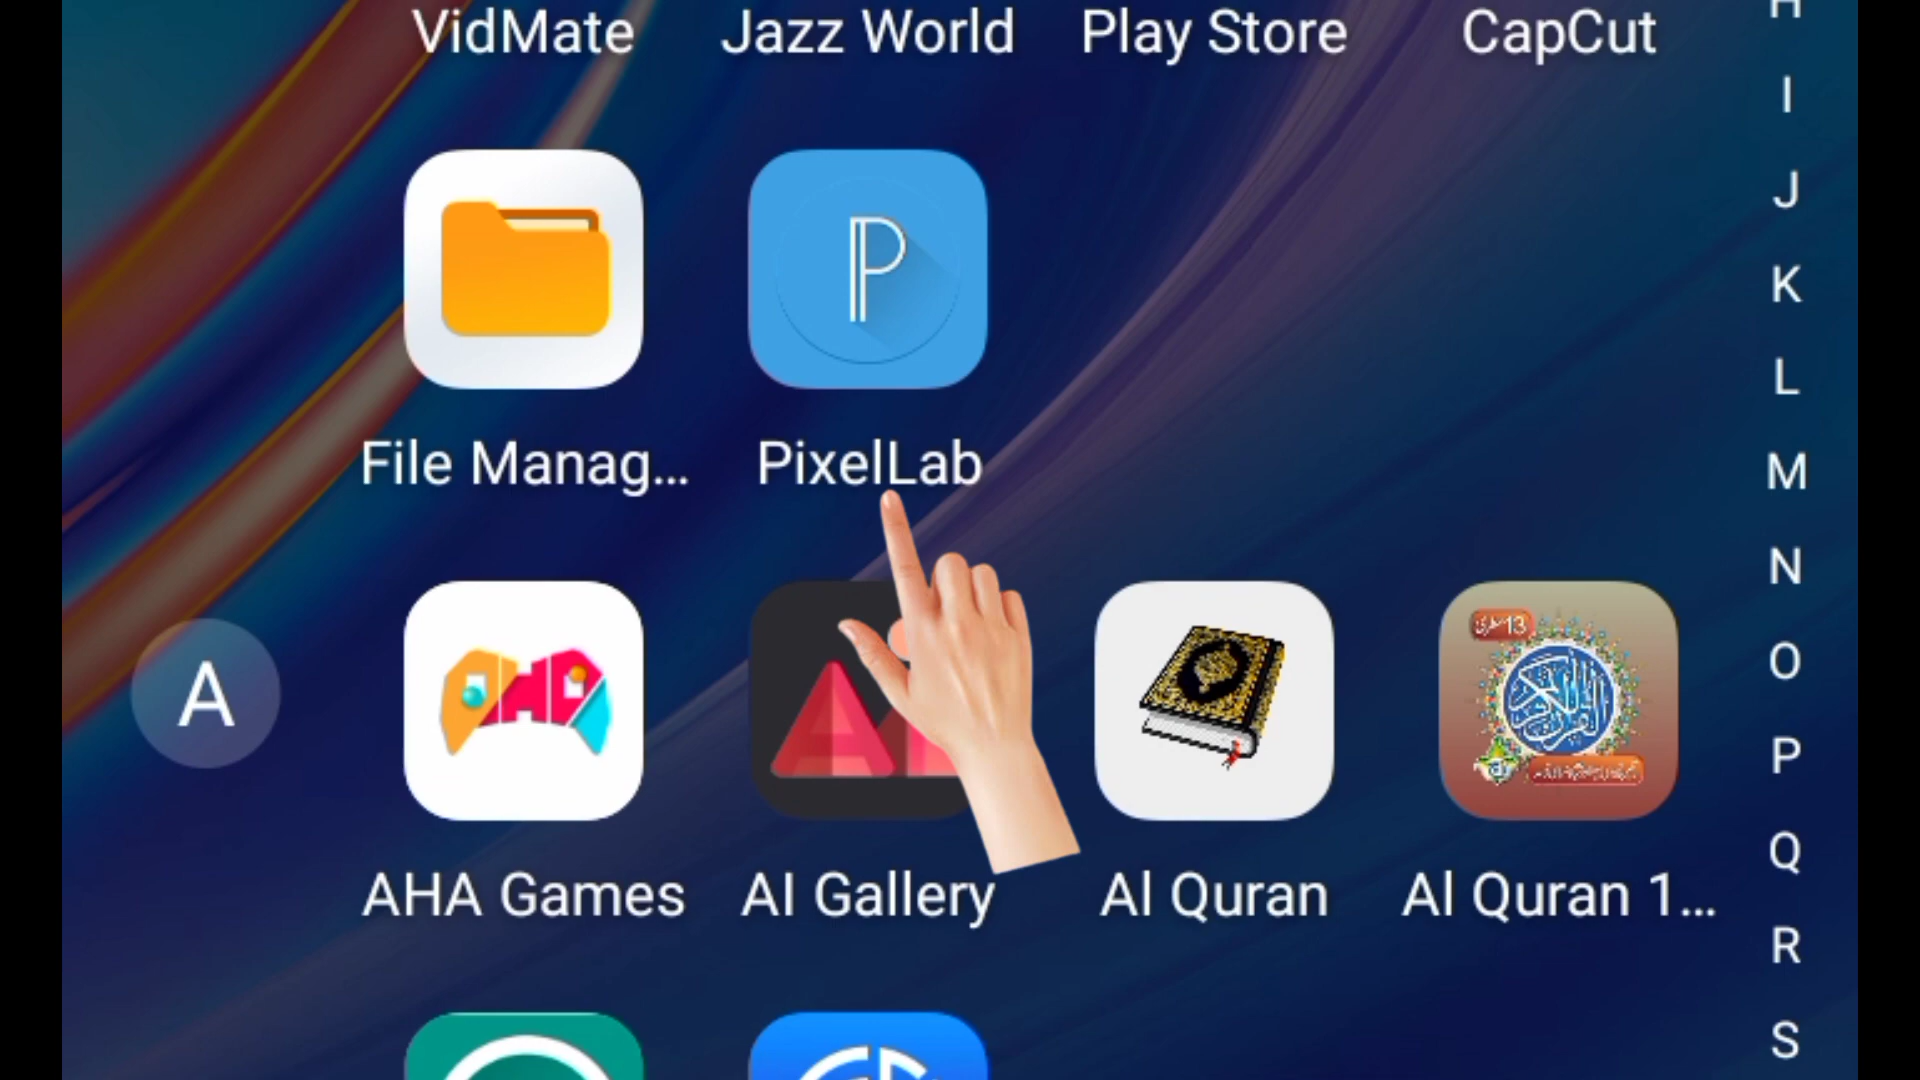 VidMate
Jazz World
Play Store
CapCut
File Manag...
PixelLab
A
AHA Games
AI Gallery
Al Quran
Al Quran 1...
H
I
J
K
L
M
N
O
P
Q
R
S